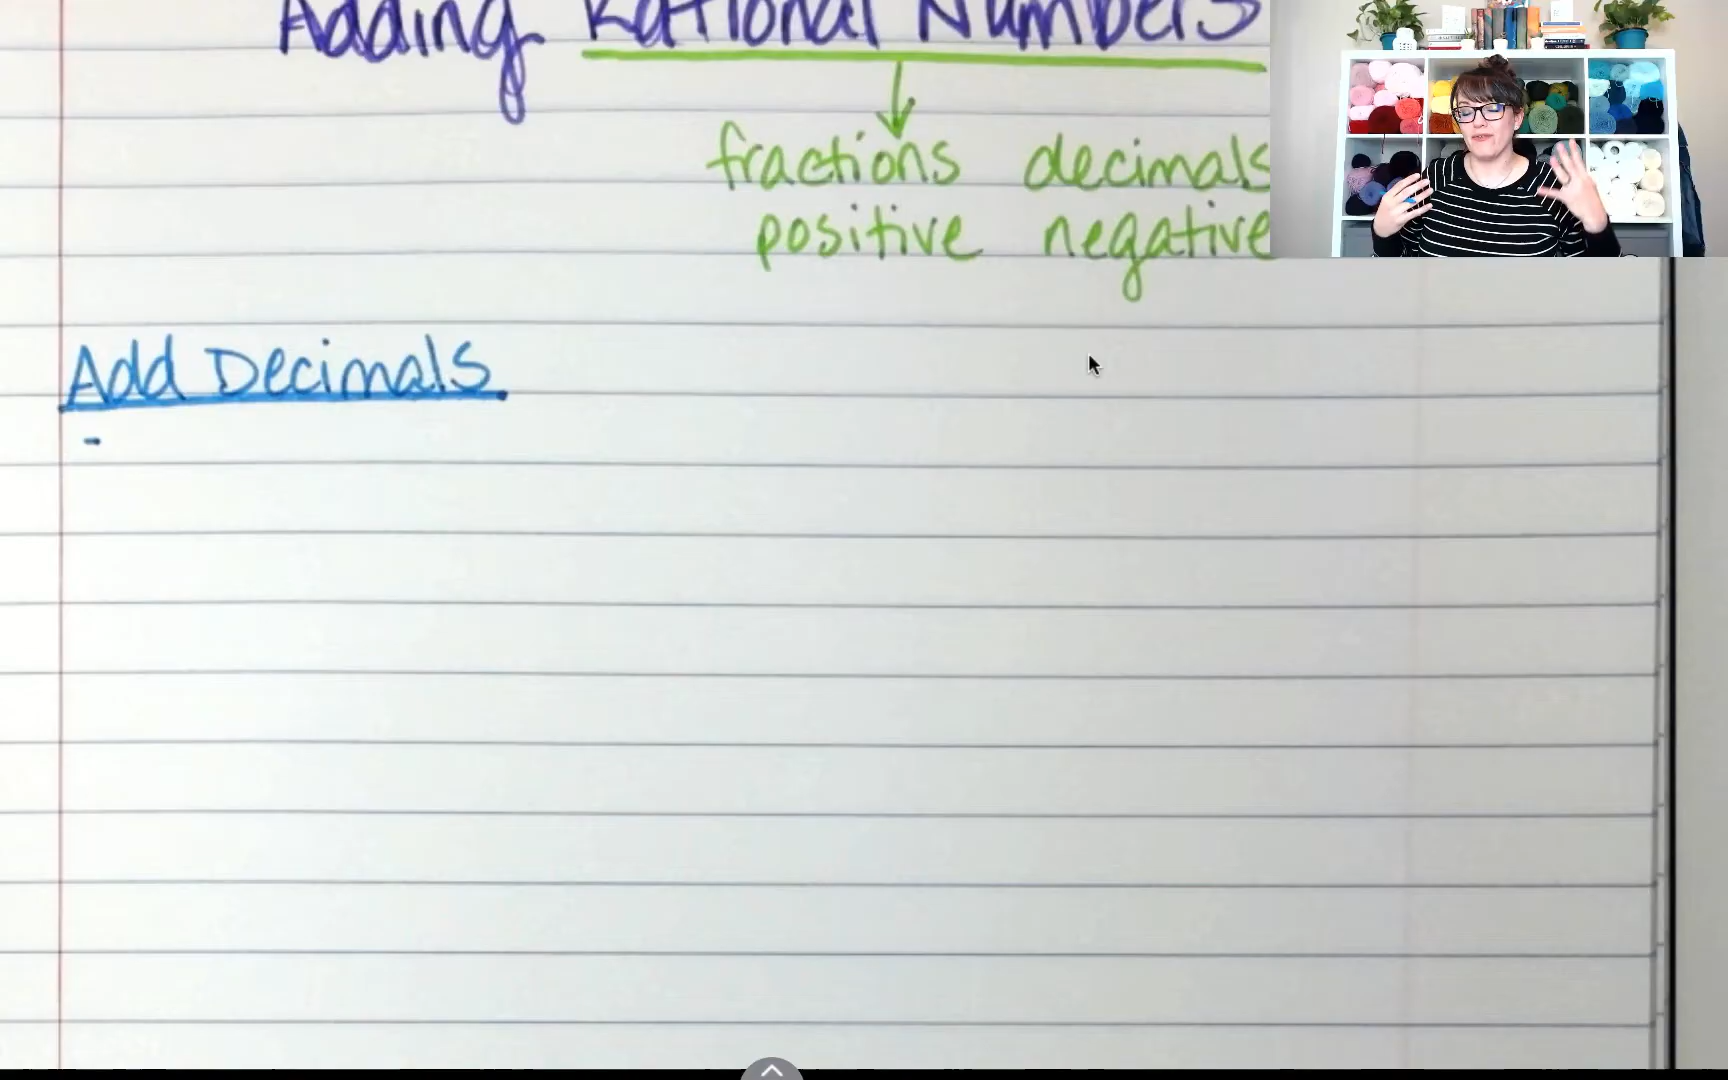 Adding Rational Numbers
fractions decimals
positive negative
Add Decimals
-